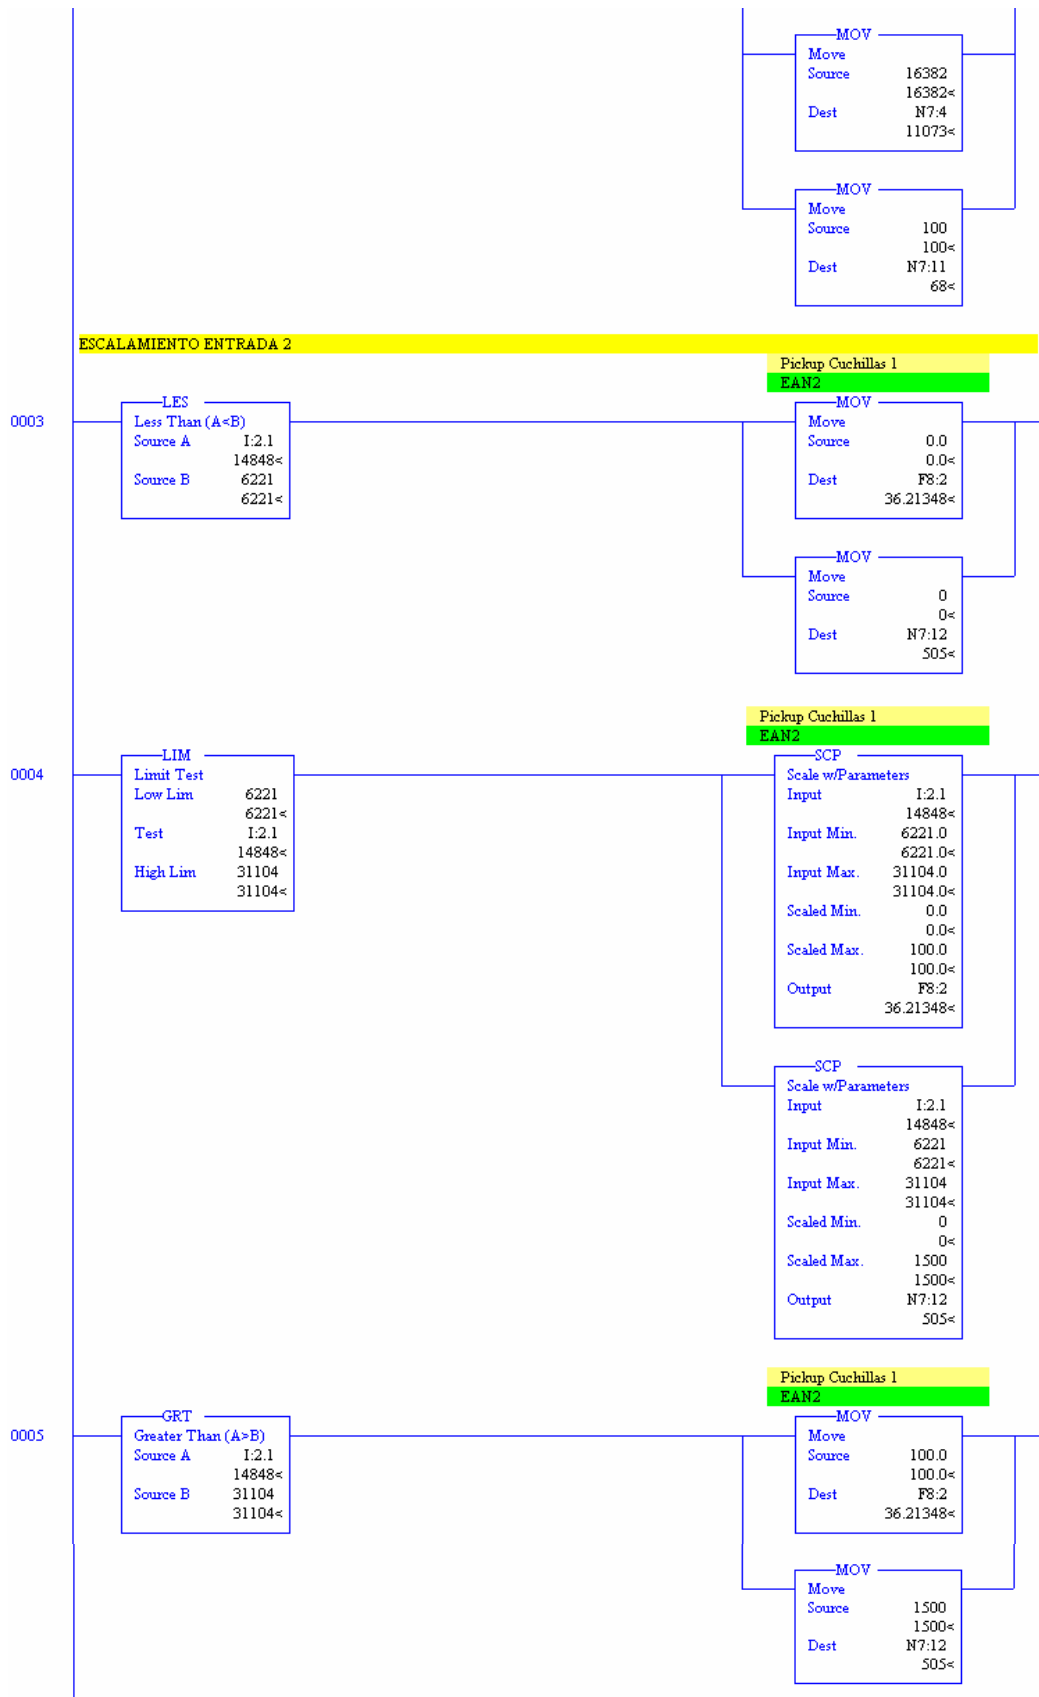 MOV
Move
Source 16382
16382<
Dest N7:4
11073<
MOV
Move
Source 100
100<
Dest N7:11
68<
ESCALAMIENTO ENTRADA 2
Pickup Cuchillas 1
EAN2
0003
LES
Less Than (A<B)
Source A I:2.1
14848<
Source B 6221
6221<
MOV
Move
Source 0.0
0.0<
Dest F8:2
36.21348<
MOV
Move
Source 0
0<
Dest N7:12
505<
Pickup Cuchillas 1
EAN2
0004
LIM
Limit Test
Low Lim 6221
6221<
Test I:2.1
14848<
High Lim 31104
31104<
SCP
Scale w/Parameters
Input I:2.1
14848<
Input Min. 6221.0
6221.0<
Input Max. 31104.0
31104.0<
Scaled Min. 0.0
0.0<
Scaled Max. 100.0
100.0<
Output F8:2
36.21348<
SCP
Scale w/Parameters
Input I:2.1
14848<
Input Min. 6221
6221<
Input Max. 31104
31104<
Scaled Min. 0
0<
Scaled Max. 1500
1500<
Output N7:12
505<
Pickup Cuchillas 1
EAN2
0005
GRT
Greater Than (A>B)
Source A I:2.1
14848<
Source B 31104
31104<
MOV
Move
Source 100.0
100.0<
Dest F8:2
36.21348<
MOV
Move
Source 1500
1500<
Dest N7:12
505<